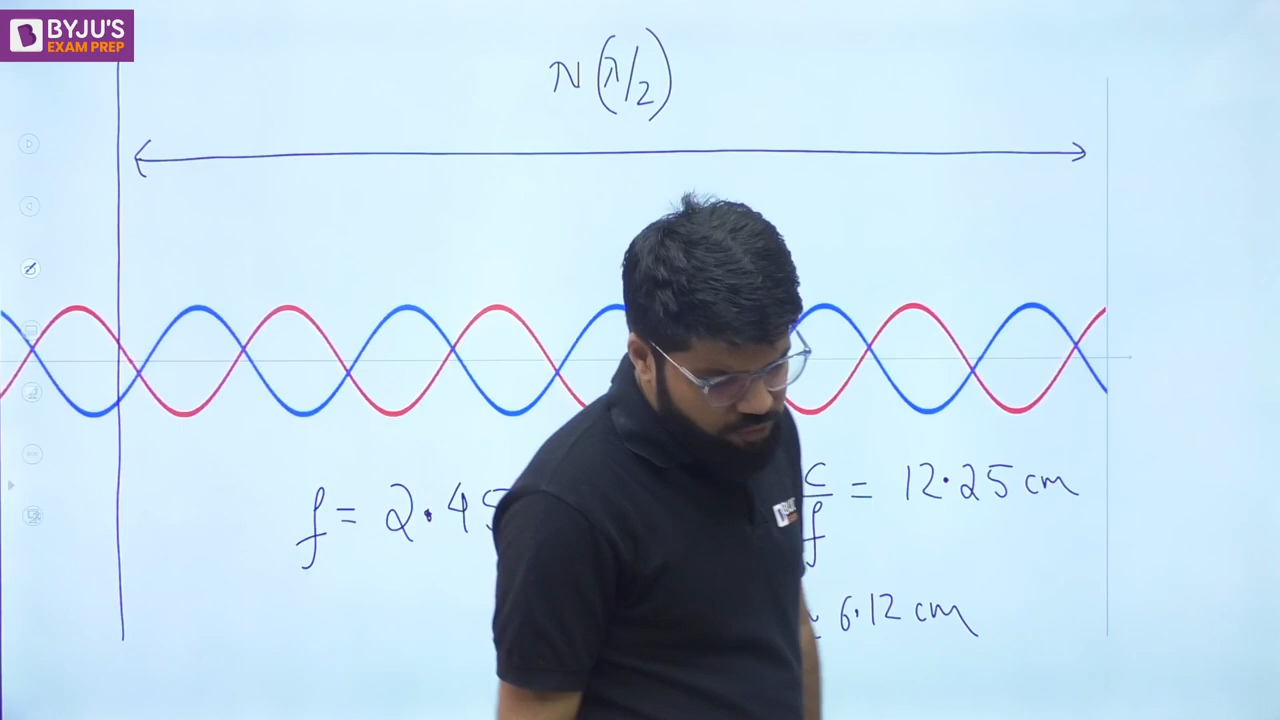 BYJU'S
EXAM PREP
N(λ/2)
f = 2.45
c/f = 12.25 cm
6.12 cm